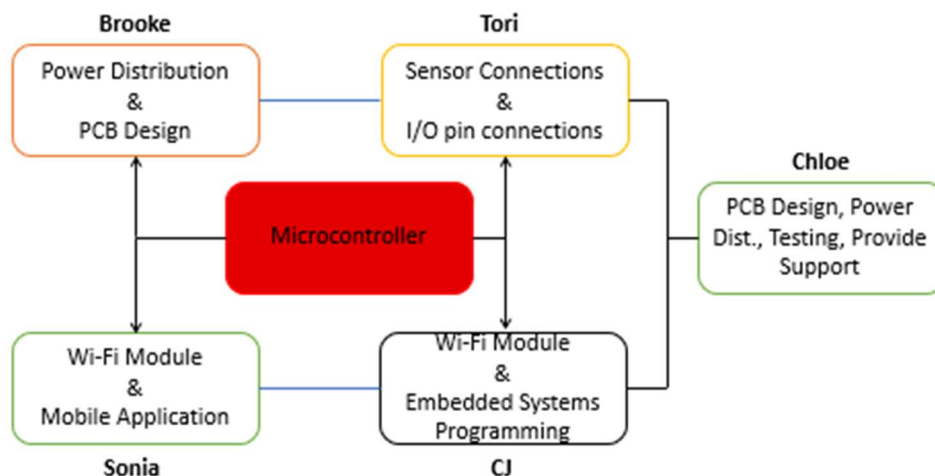 Brooke
Tori
Power Distribution
&
PCB Design
Sensor Connections
&
I/O pin connections
Chloe
PCB Design, Power
Dist., Testing, Provide
Support
Microcontroller
Wi-Fi Module
&
Mobile Application
Wi-Fi Module
&
Embedded Systems
Programming
Sonia
CJ